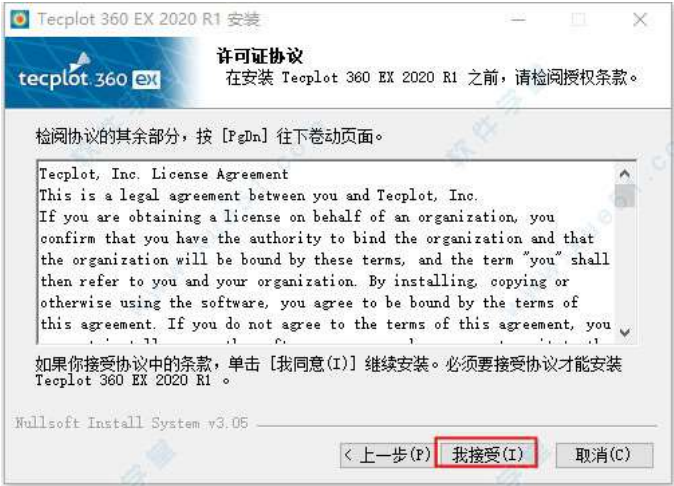 Tecplot 360 EX 2020 R1 安装
tecplot. 360 EX
许可证协议
在安装 Tecplot 360 EX 2020 R1 之前，请检阅授权条款。
检阅协议的其余部分，按 [PgDn] 往下卷动页面。
Tecplot, Inc. License Agreement
This is a legal agreement between you and Tecplot, Inc.
If you are obtaining a license on behalf of an organization, you
confirm that you have the authority to bind the organization and that
the organization will be bound by these terms, and the term "you" shall
then refer to you and your organization. By installing, copying or
otherwise using the software, you agree to be bound by the terms of
this agreement. If you do not agree to the terms of this agreement, you
如果你接受协议中的条款，单击 [我同意(I)] 继续安装。必须要接受协议才能安装
Tecplot 360 EX 2020 R1 。
Nullsoft Install System v3.05
< 上一步(P) 我接受(I) 取消(C)